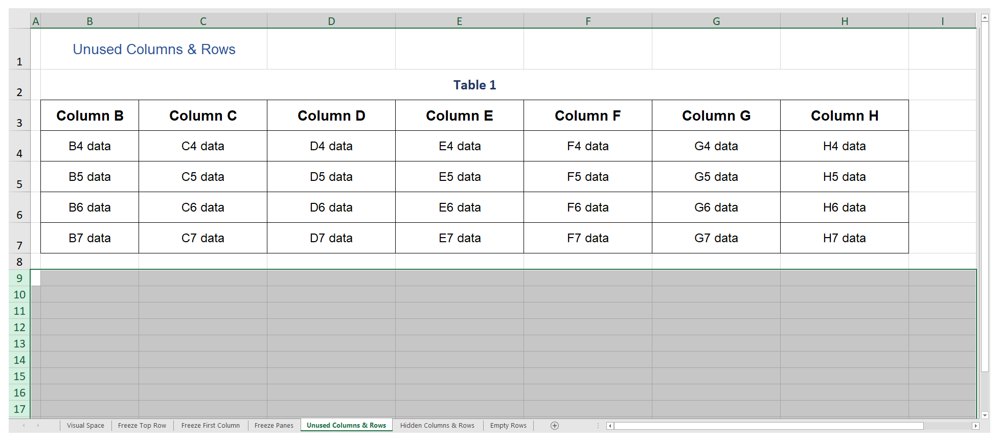 A B C D E F G H I
Unused Columns & Rows
1
Table 1
2
Column B Column C Column D Column E Column F Column G Column H
3
B4 data C4 data D4 data E4 data F4 data G4 data H4 data
4
B5 data C5 data D5 data E5 data F5 data G5 data H5 data
5
B6 data C6 data D6 data E6 data F6 data G6 data H6 data
6
B7 data C7 data D7 data E7 data F7 data G7 data H7 data
7
8
9
10
11
12
13
14
15
16
17
Visual Space Freeze Top Row Freeze First Column Freeze Panes Unused Columns & Rows Hidden Columns & Rows Empty Rows